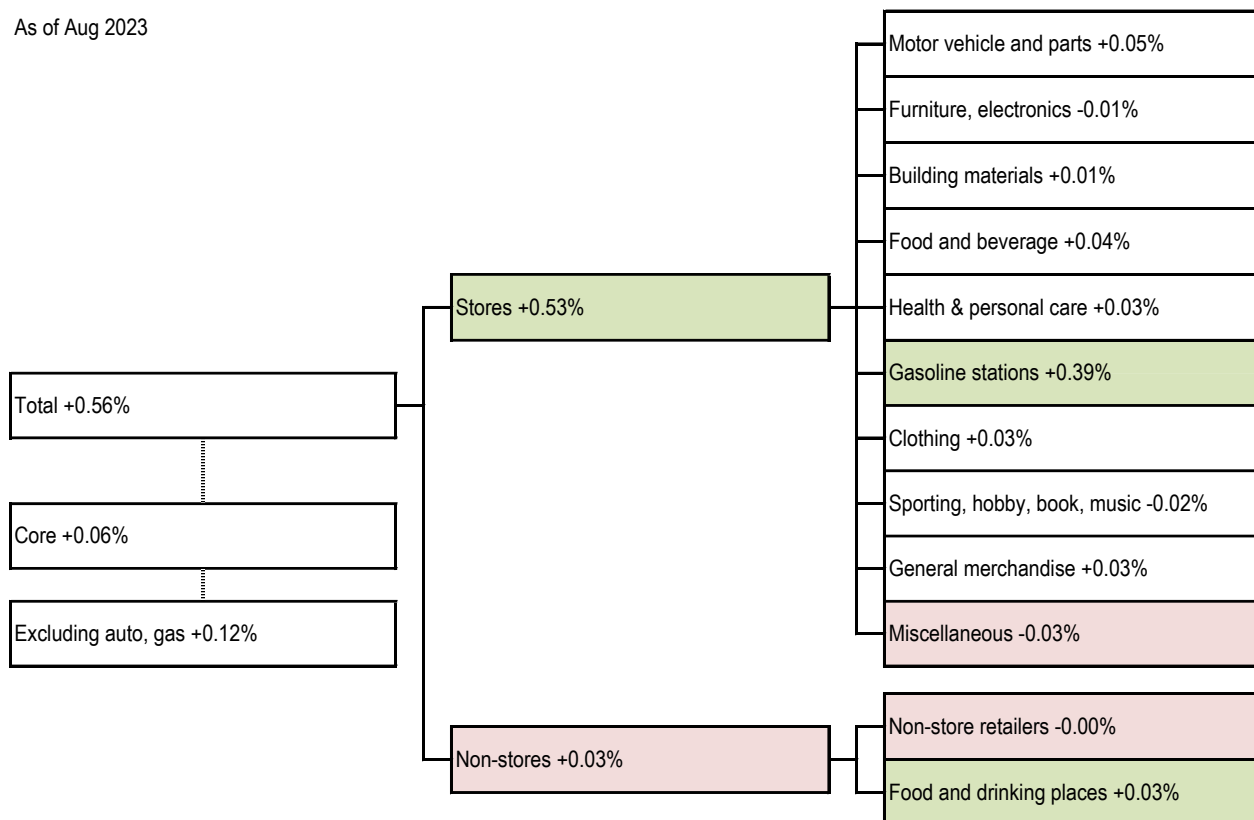 As of Aug 2023
Total +0.56%
Core +0.06%
Excluding auto, gas +0.12%
Stores +0.53%
Non-stores +0.03%
Motor vehicle and parts +0.05%
Furniture, electronics -0.01%
Building materials +0.01%
Food and beverage +0.04%
Health & personal care +0.03%
Gasoline stations +0.39%
Clothing +0.03%
Sporting, hobby, book, music -0.02%
General merchandise +0.03%
Miscellaneous -0.03%
Non-store retailers -0.00%
Food and drinking places +0.03%